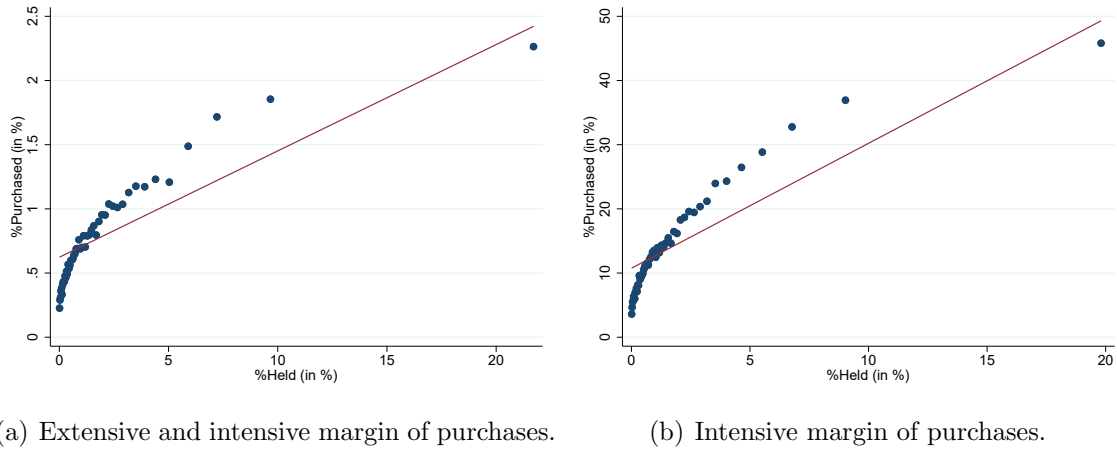 %Purchased (in %)
2.5
2
1.5
1
.5
0
0 5 10 15 20
%Held (in %)
%Purchased (in %)
50
40
30
20
10
0
0 5 10 15 20
%Held (in %)
a) Extensive and intensive margin of purchases.
(b) Intensive margin of purchases.